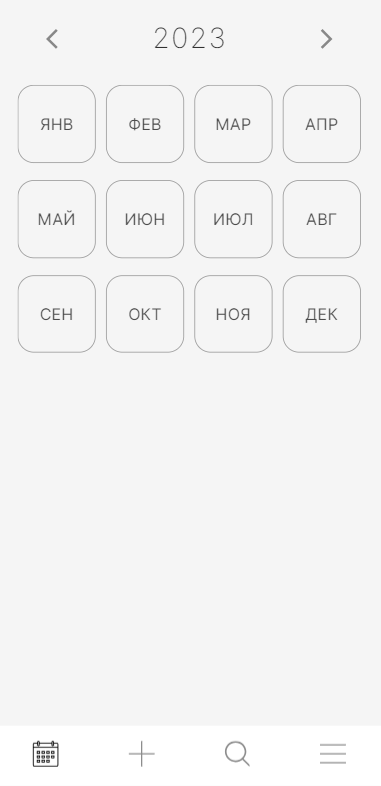 2023
ЯНВ ФЕВ МАР АПР
МАЙ ИЮН ИЮЛ АВГ
СЕН ОКТ НОЯ ДЕК